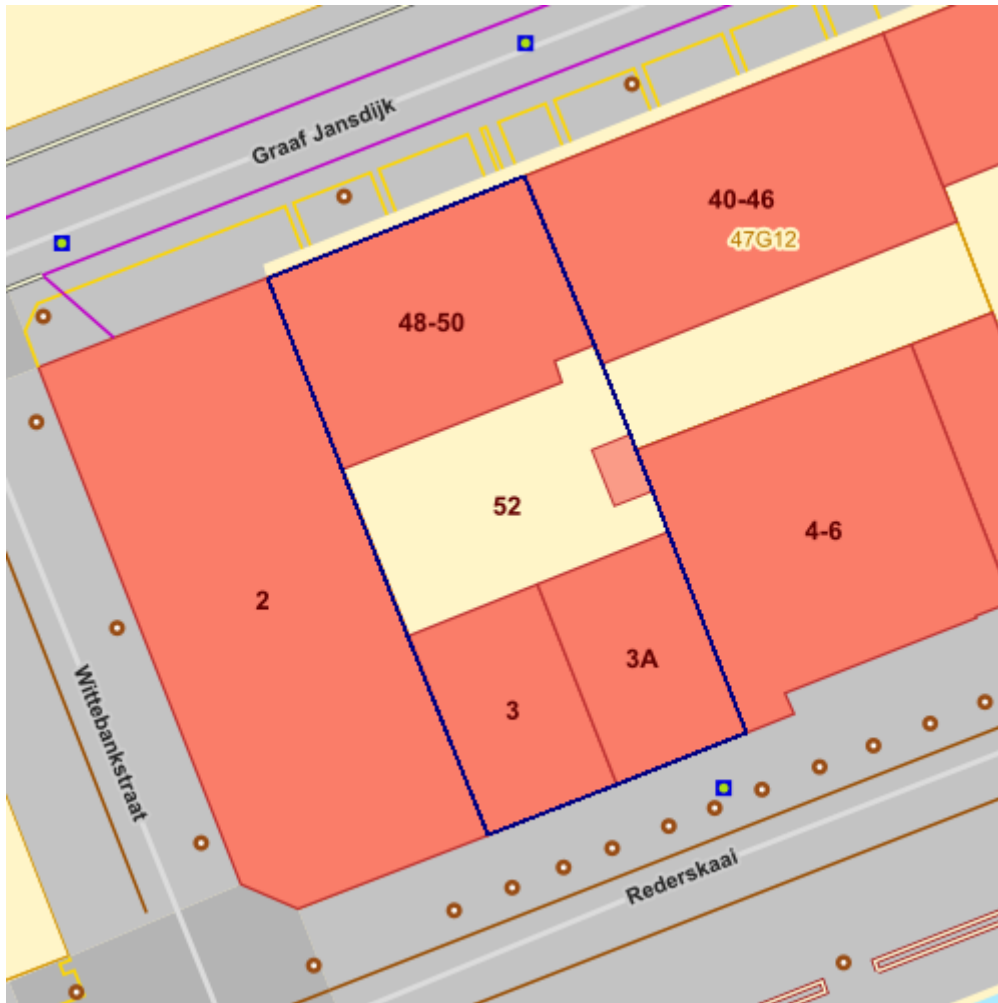 Graaf Jansdijk
40-46
47G12
48-50
52
4-6
2
3A
3
Wittebankstraat
Rederskaai